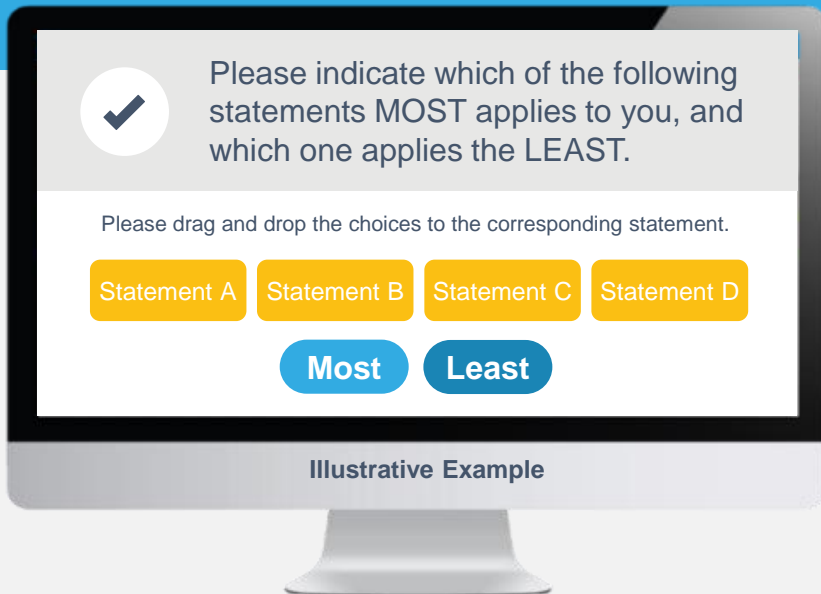 Please indicate which of the following
statements MOST applies to you, and
which one applies the LEAST.
Please drag and drop the choices to the corresponding statement.
Statement A Statement B Statement C Statement D
Most Least
Illustrative Example